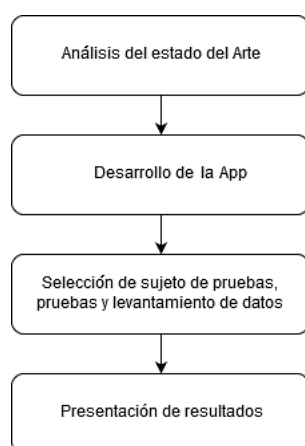 Análisis del estado del Arte
Desarrollo de la App
Selección de sujeto de pruebas,
pruebas y levantamiento de datos
Presentación de resultados